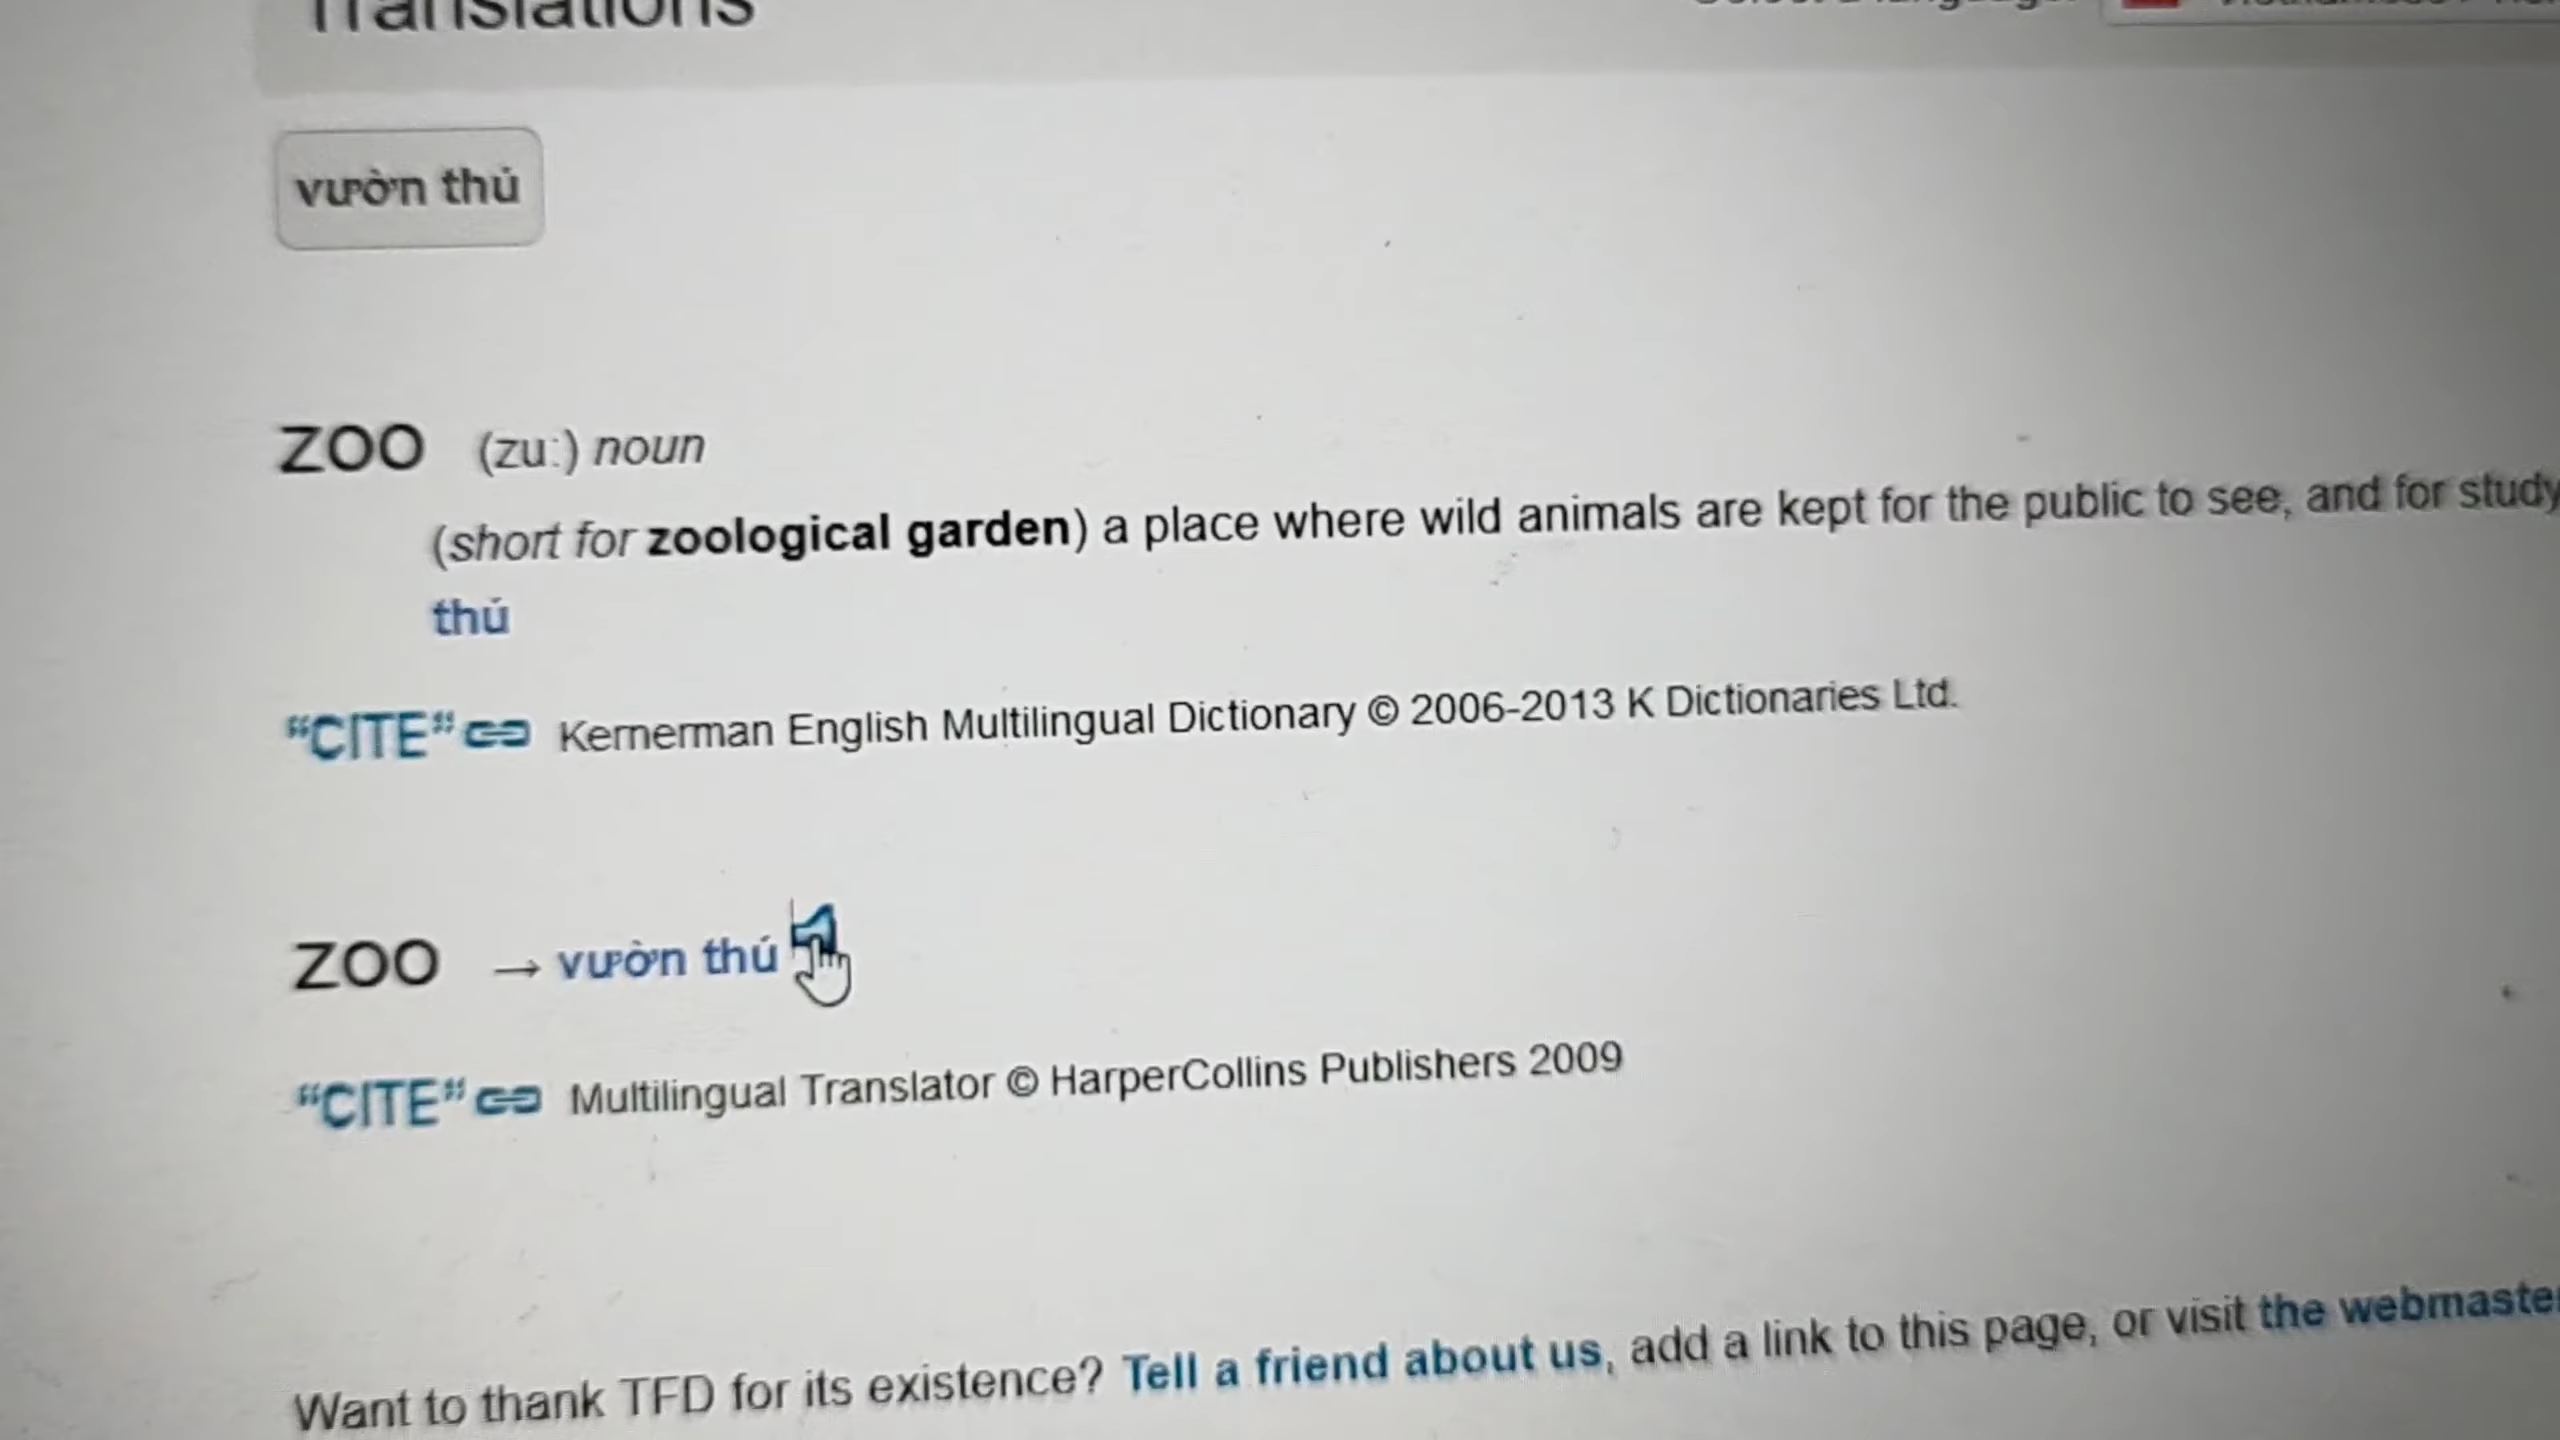 Translations
vườn thú
ZOO (zuː) noun
(short for zoological garden) a place where wild animals are kept for the public to see, and for study
thú
"CITE" Kernerman English Multilingual Dictionary © 2006-2013 K Dictionaries Ltd.
ZOO → vườn thú
"CITE" Multilingual Translator © HarperCollins Publishers 2009
Want to thank TFD for its existence? Tell a friend about us, add a link to this page, or visit the webmaster